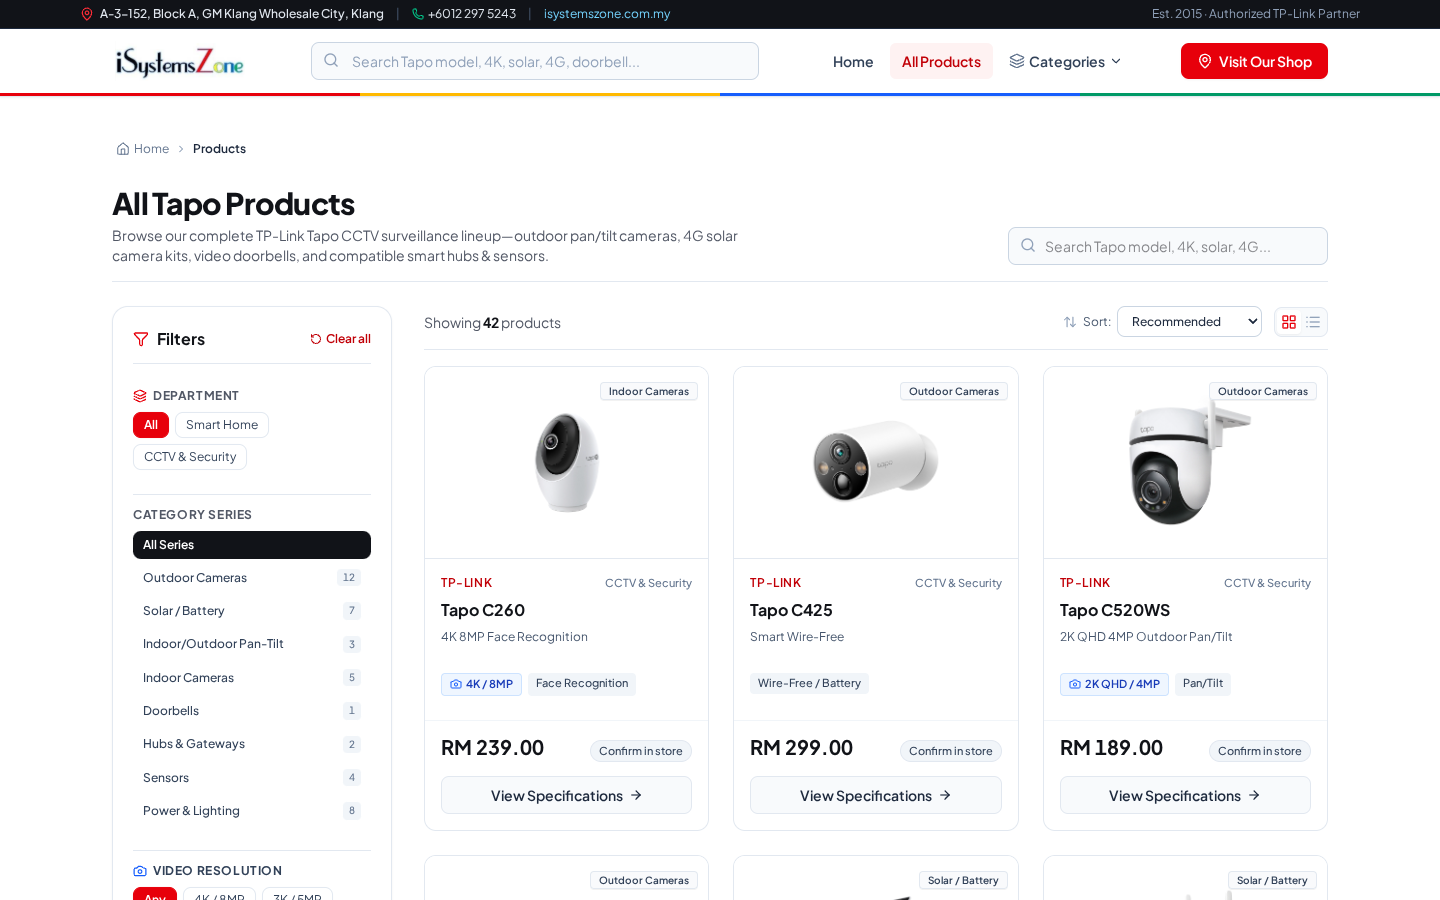 A-3-152, Block A, GM Klang Wholesale City, Klang | +6012 297 5243 | isystemszone.com.my
Est. 2015 · Authorized TP-Link Partner
iSystemsZone
Search Tapo model, 4K, solar, 4G, doorbell...
Home
All Products
Categories
Visit Our Shop
Home > Products
All Tapo Products
Browse our complete TP-Link Tapo CCTV surveillance lineup—outdoor pan/tilt cameras, 4G solar
camera kits, video doorbells, and compatible smart hubs & sensors.
Search Tapo model, 4K, solar, 4G...
Filters
Clear all
DEPARTMENT
All
Smart Home
CCTV & Security
CATEGORY SERIES
All Series
Outdoor Cameras 12
Solar / Battery 7
Indoor/Outdoor Pan-Tilt 3
Indoor Cameras 5
Doorbells 1
Hubs & Gateways 2
Sensors 4
Power & Lighting 8
VIDEO RESOLUTION
Any
4K / 8MP
3K / 5MP
Showing 42 products
Sort: Recommended
Indoor Cameras
TP-LINK
CCTV & Security
Tapo C260
4K 8MP Face Recognition
4K / 8MP
Face Recognition
RM 239.00
Confirm in store
View Specifications
Outdoor Cameras
tapo
TP-LINK
CCTV & Security
Tapo C425
Smart Wire-Free
Wire-Free / Battery
RM 299.00
Confirm in store
View Specifications
Outdoor Cameras
tapo
TP-LINK
CCTV & Security
Tapo C520WS
2K QHD 4MP Outdoor Pan/Tilt
2K QHD / 4MP
Pan/Tilt
RM 189.00
Confirm in store
View Specifications
Outdoor Cameras
Solar / Battery
Solar / Battery